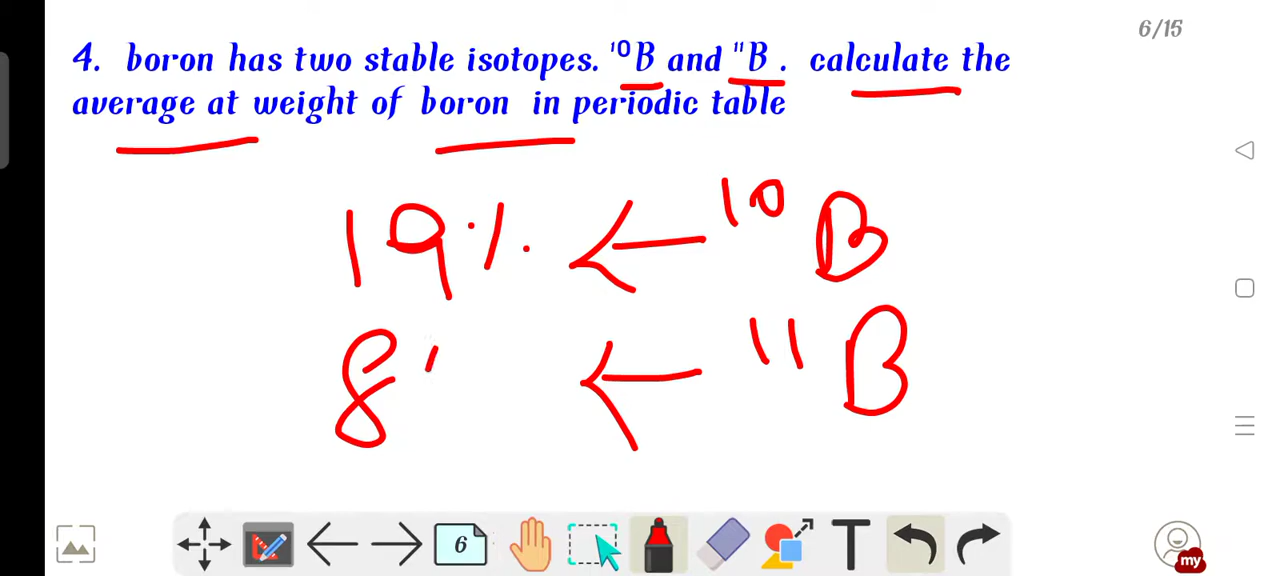 6/15
4. boron has two stable isotopes. ¹⁰B and ¹¹B. calculate the
average at weight of boron in periodic table
19% ← ¹⁰B
8' ← ¹¹B
6
T
my